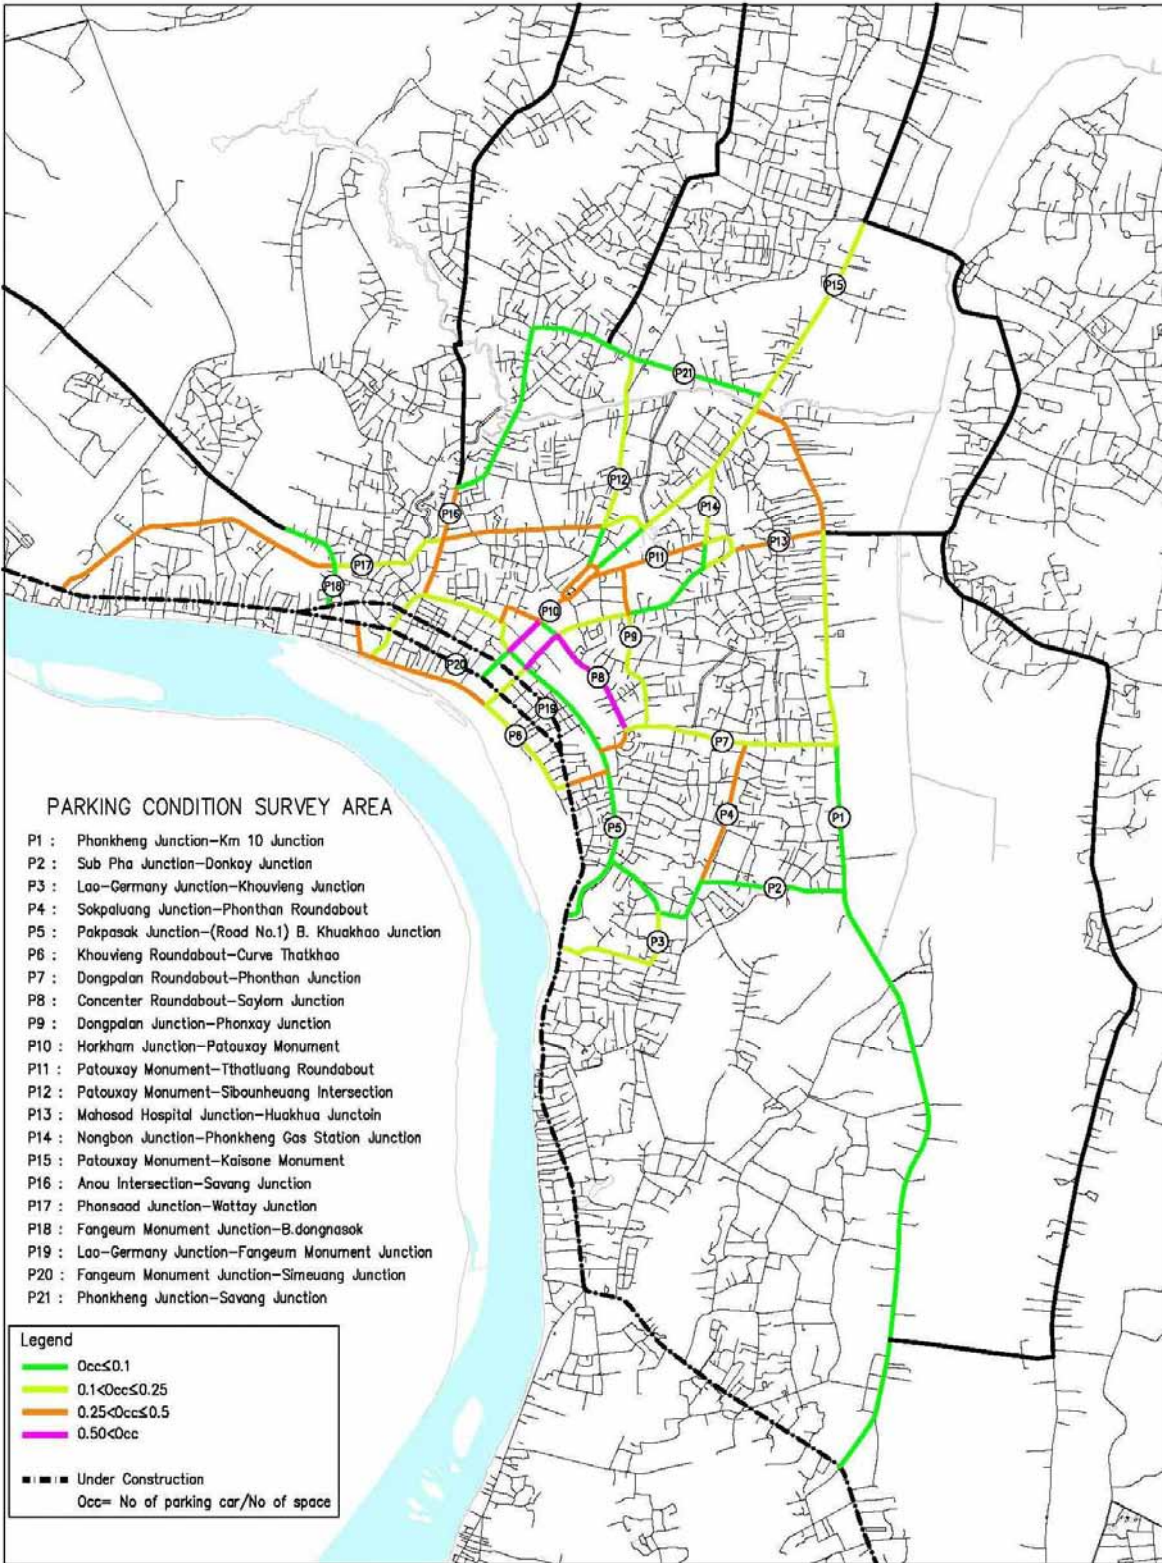 P15
P21
P12
P14
P16
P13
P11
P17
P18
P10
P9
P20
P8
P19
P6
P7
P4
P1
P5
P2
P3
PARKING CONDITION SURVEY AREA
P1 : Phonkheng Junction-Km 10 Junction
P2 : Sub Pha Junction-Donkoy Junction
P3 : Lao-Germany Junction-Khouvieng Junction
P4 : Sokpaluang Junction-Phonthan Roundabout
P5 : Pakpasak Junction-(Road No.1) B. Khuakhao Junction
P6 : Khouvieng Roundabout-Curve Thatkhao
P7 : Dongpalan Roundabout-Phonthan Junction
P8 : Concenter Roundabout-Saylom Junction
P9 : Dongpalan Junction-Phonxay Junction
P10 : Horkham Junction-Patouxay Monument
P11 : Patouxay Monument-Tthatluang Roundabout
P12 : Patouxay Monument-Sibounheuang Intersection
P13 : Mahosod Hospital Junction-Huakhua Junctoin
P14 : Nongbon Junction-Phonkheng Gas Station Junction
P15 : Patouxay Monument-Kaisone Monument
P16 : Anou Intersection-Savang Junction
P17 : Phonsaad Junction-Wattay Junction
P18 : Fangeum Monument Junction-B.dongnasok
P19 : Lao-Germany Junction-Fangeum Monument Junction
P20 : Fangeum Monument Junction-Simeuang Junction
P21 : Phonkheng Junction-Savang Junction
Legend
Occ≤0.1
0.1<Occ≤0.25
0.25<Occ≤0.5
0.50<Occ
Under Construction
Occ= No of parking car/No of space